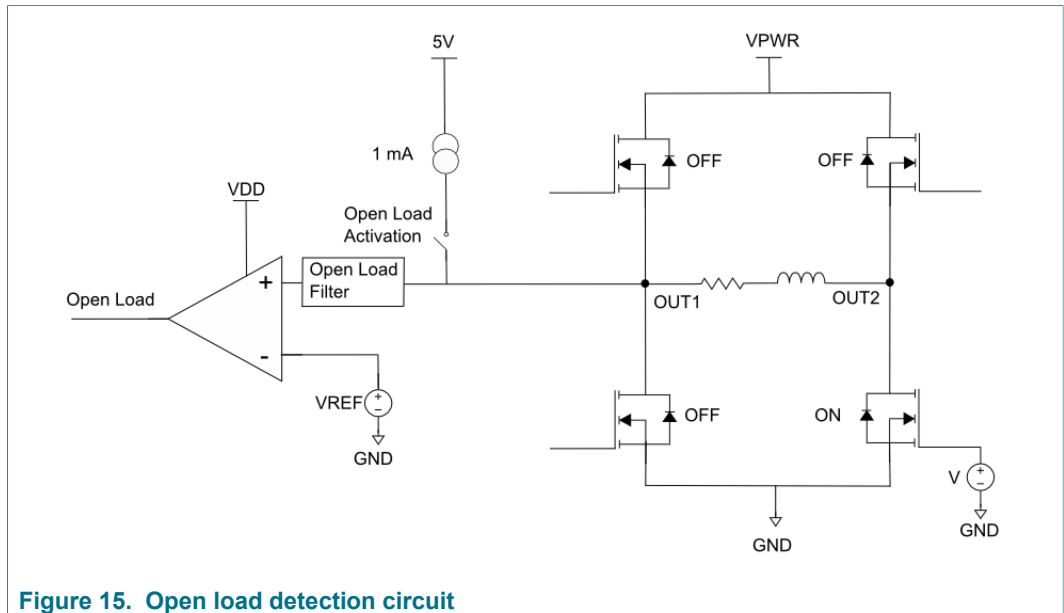 5V
VPWR
1 mA
OFF
OFF
VDD
Open Load
Activation
+
Open Load
Filter
Open Load
OUT1
OUT2
-
VREF
+
−
GND
OFF
ON
V
+
−
GND
GND
Figure 15. Open load detection circuit